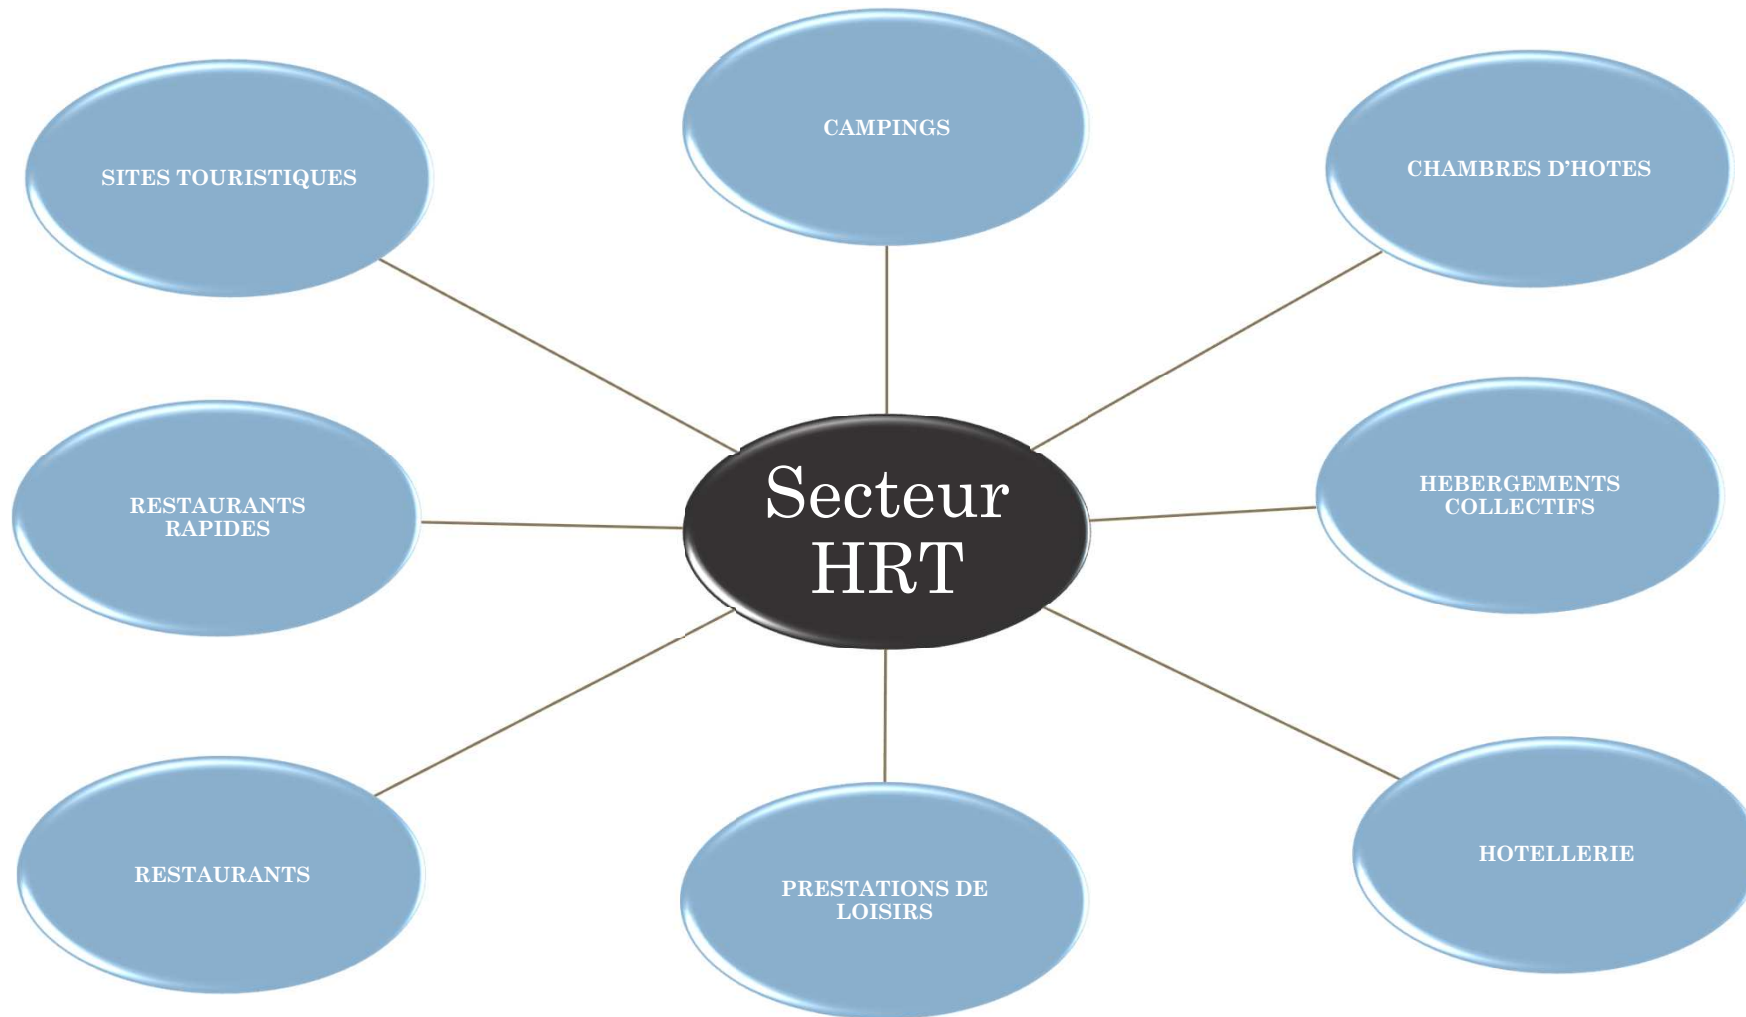 CAMPINGS
SITES TOURISTIQUES
CHAMBRES D’HOTES
RESTAURANTS
RAPIDES
Secteur
HRT
HEBERGEMENTS
COLLECTIFS
RESTAURANTS
PRESTATIONS DE
LOISIRS
HOTELLERIE